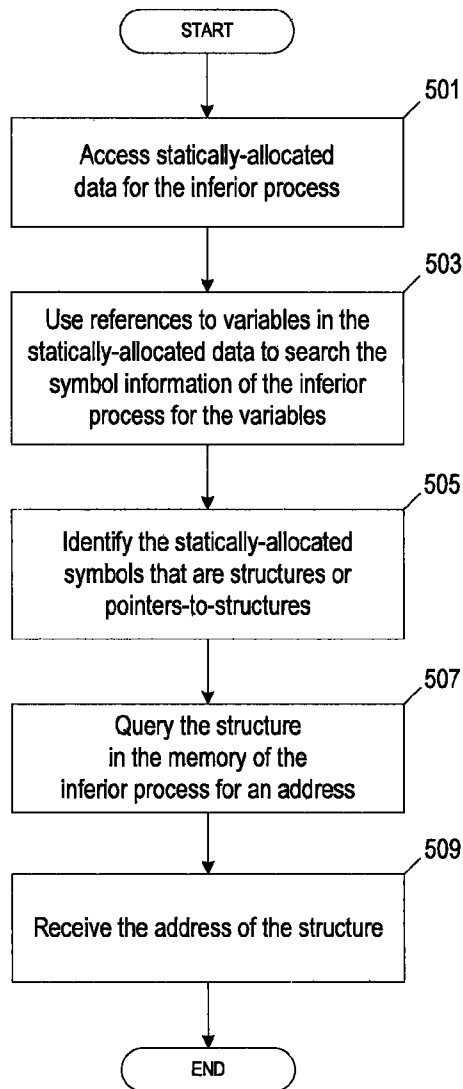 START
501
Access statically-allocated
data for the inferior process
503
Use references to variables in the
statically-allocated data to search the
symbol information of the inferior
process for the variables
505
Identify the statically-allocated
symbols that are structures or
pointers-to-structures
507
Query the structure
in the memory of the
inferior process for an address
509
Receive the address of the structure
END